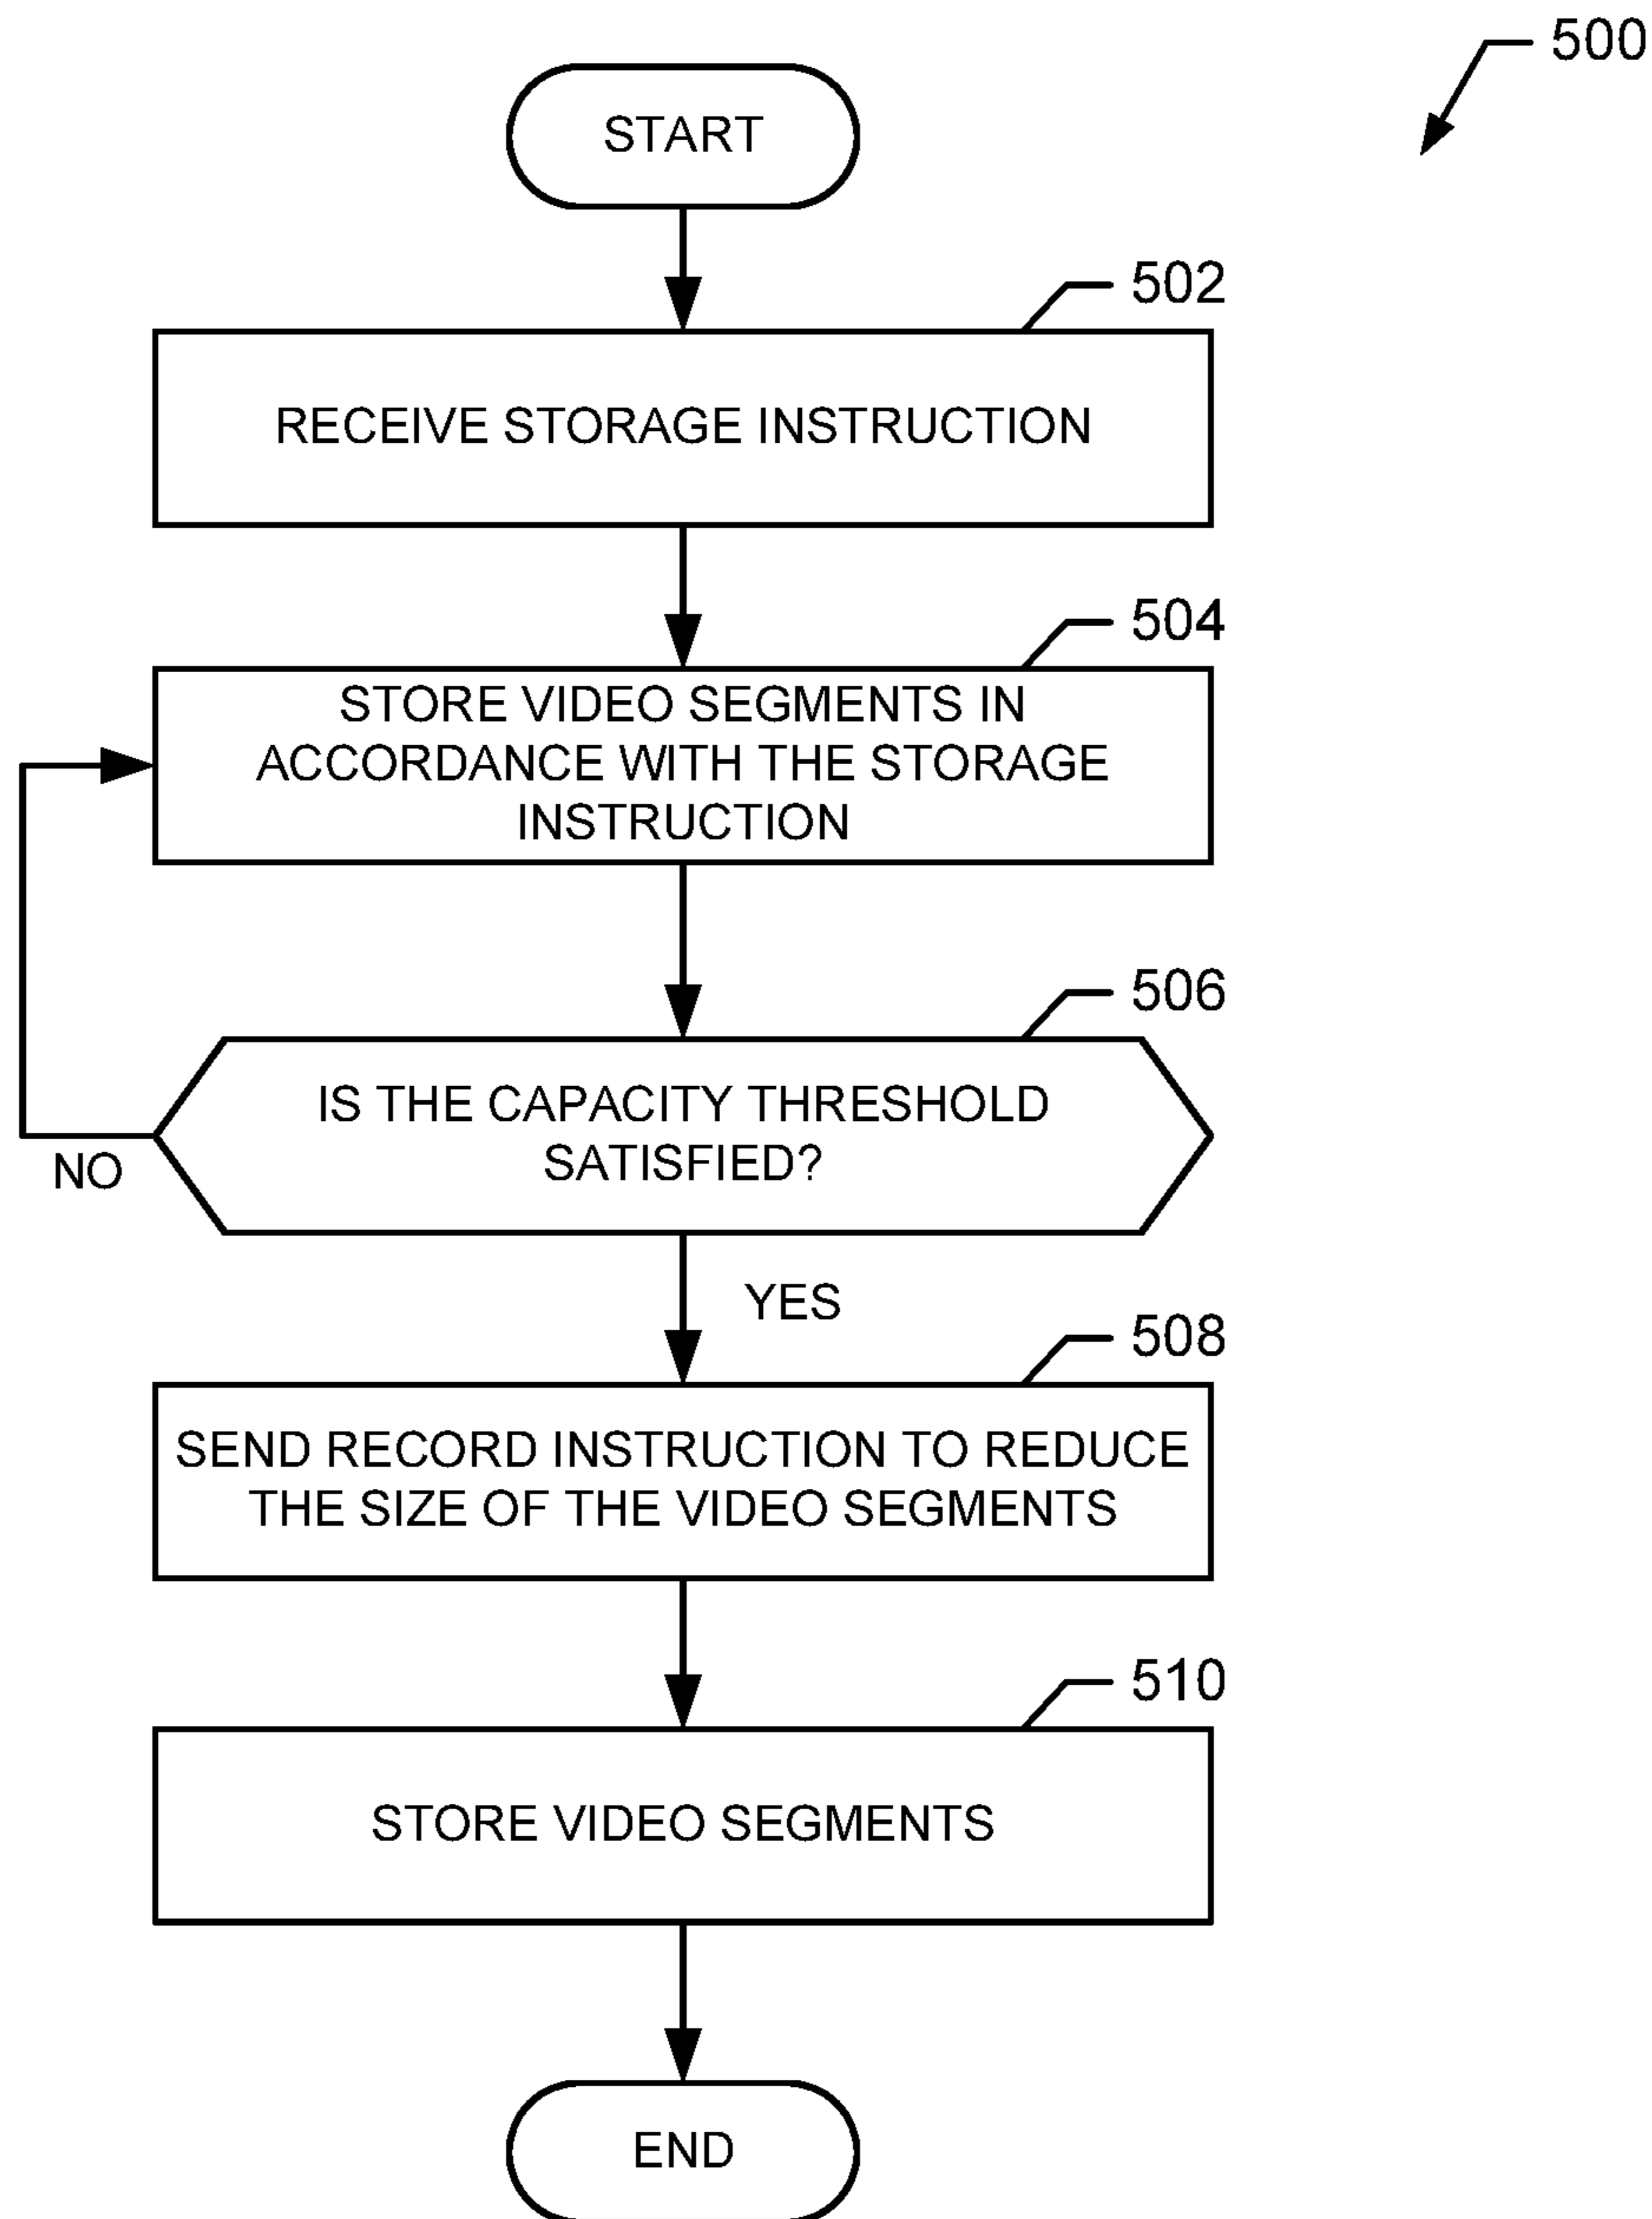 500
START
502
RECEIVE STORAGE INSTRUCTION
504
STORE VIDEO SEGMENTS IN
ACCORDANCE WITH THE STORAGE
INSTRUCTION
506
IS THE CAPACITY THRESHOLD
SATISFIED?
NO
YES
508
SEND RECORD INSTRUCTION TO REDUCE
THE SIZE OF THE VIDEO SEGMENTS
510
STORE VIDEO SEGMENTS
END